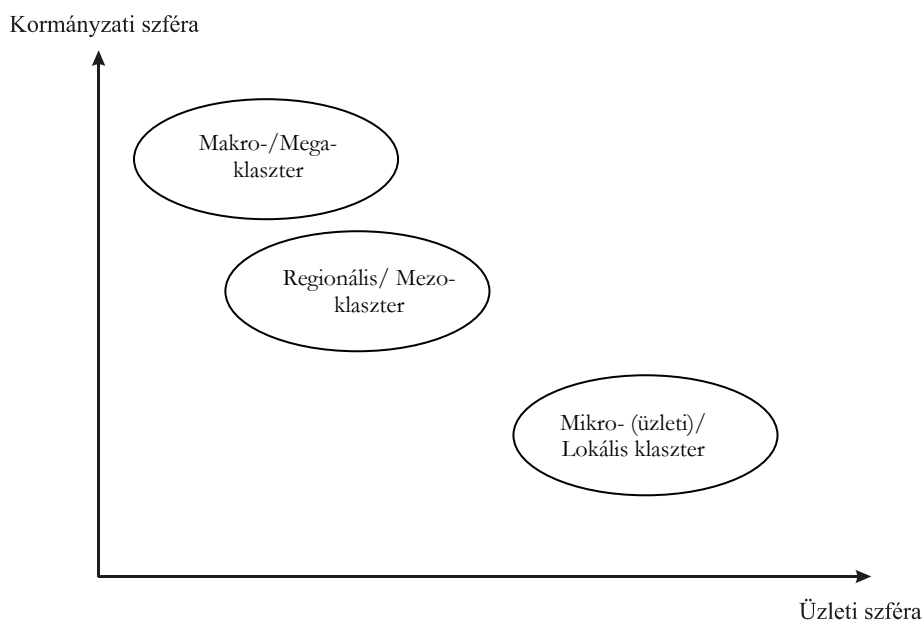 Kormányzati szféra
Makro-/Mega-
klaszter
Regionális/ Mezo-
klaszter
Mikro- (üzleti)/
Lokális klaszter
Üzleti szféra